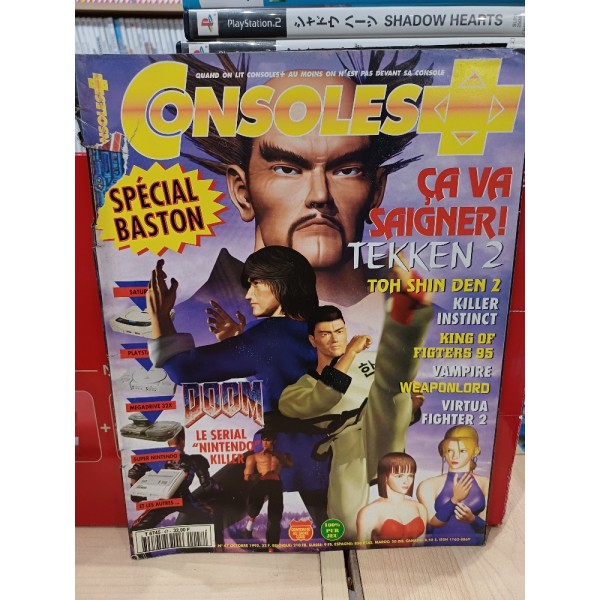 PlayStation.2 シャドウハーツ SHADOW HEARTS
QUAND ON LIT CONSOLES+ AU MOINS ON N'EST PAS DEVANT SA CONSOLE
CONSOLES+
SPÉCIAL
BASTON
ÇA VA
SAIGNER!
TEKKEN 2
TOH SHIN DEN 2
KILLER
INSTINCT
KING OF
FIGTERS 95
VAMPIRE
WEAPONLORD
VIRTUA
FIGHTER 2
SATURN
PLAYSTA
MEGADRIVE 32X
SUPER NINTENDO
ET LES AUTRES ...
DOOM
LE SERIAL
"NINTENDO"
KILLER
100%
PUR
JEX